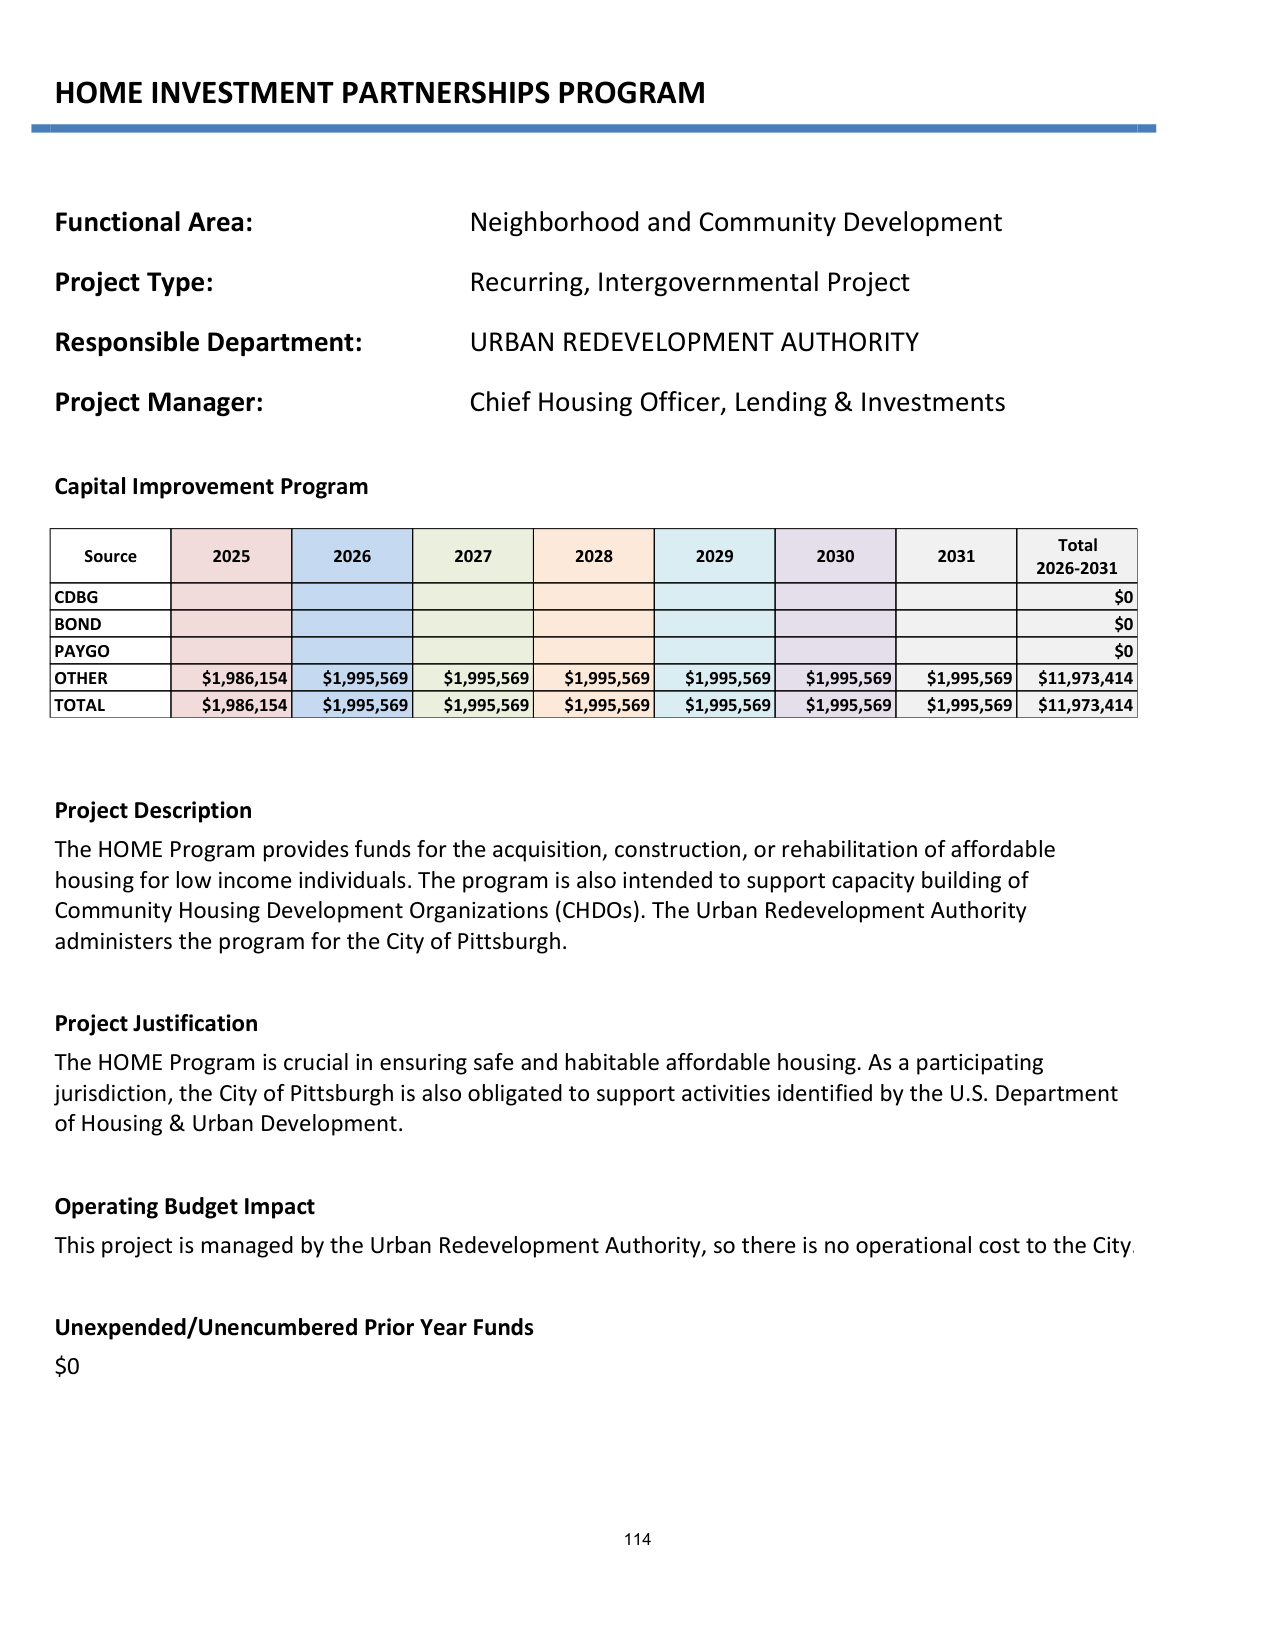 HOME INVESTMENT PARTNERSHIPS PROGRAM
Functional Area: Neighborhood and Community Development
Project Type: Recurring, Intergovernmental Project
Responsible Department: URBAN REDEVELOPMENT AUTHORITY
Project Manager: Chief Housing Officer, Lending & Investments
Capital Improvement Program
Source 2025 2026 2027 2028 2029 2030 2031 Total 2026-2031
CDBG $0
BOND $0
PAYGO $0
OTHER $1,986,154 $1,995,569 $1,995,569 $1,995,569 $1,995,569 $1,995,569 $1,995,569 $11,973,414
TOTAL $1,986,154 $1,995,569 $1,995,569 $1,995,569 $1,995,569 $1,995,569 $1,995,569 $11,973,414
Project Description
The HOME Program provides funds for the acquisition, construction, or rehabilitation of affordable
housing for low income individuals. The program is also intended to support capacity building of
Community Housing Development Organizations (CHDOs). The Urban Redevelopment Authority
administers the program for the City of Pittsburgh.
Project Justification
The HOME Program is crucial in ensuring safe and habitable affordable housing. As a participating
jurisdiction, the City of Pittsburgh is also obligated to support activities identified by the U.S. Department
of Housing & Urban Development.
Operating Budget Impact
This project is managed by the Urban Redevelopment Authority, so there is no operational cost to the City.
Unexpended/Unencumbered Prior Year Funds
$0
114